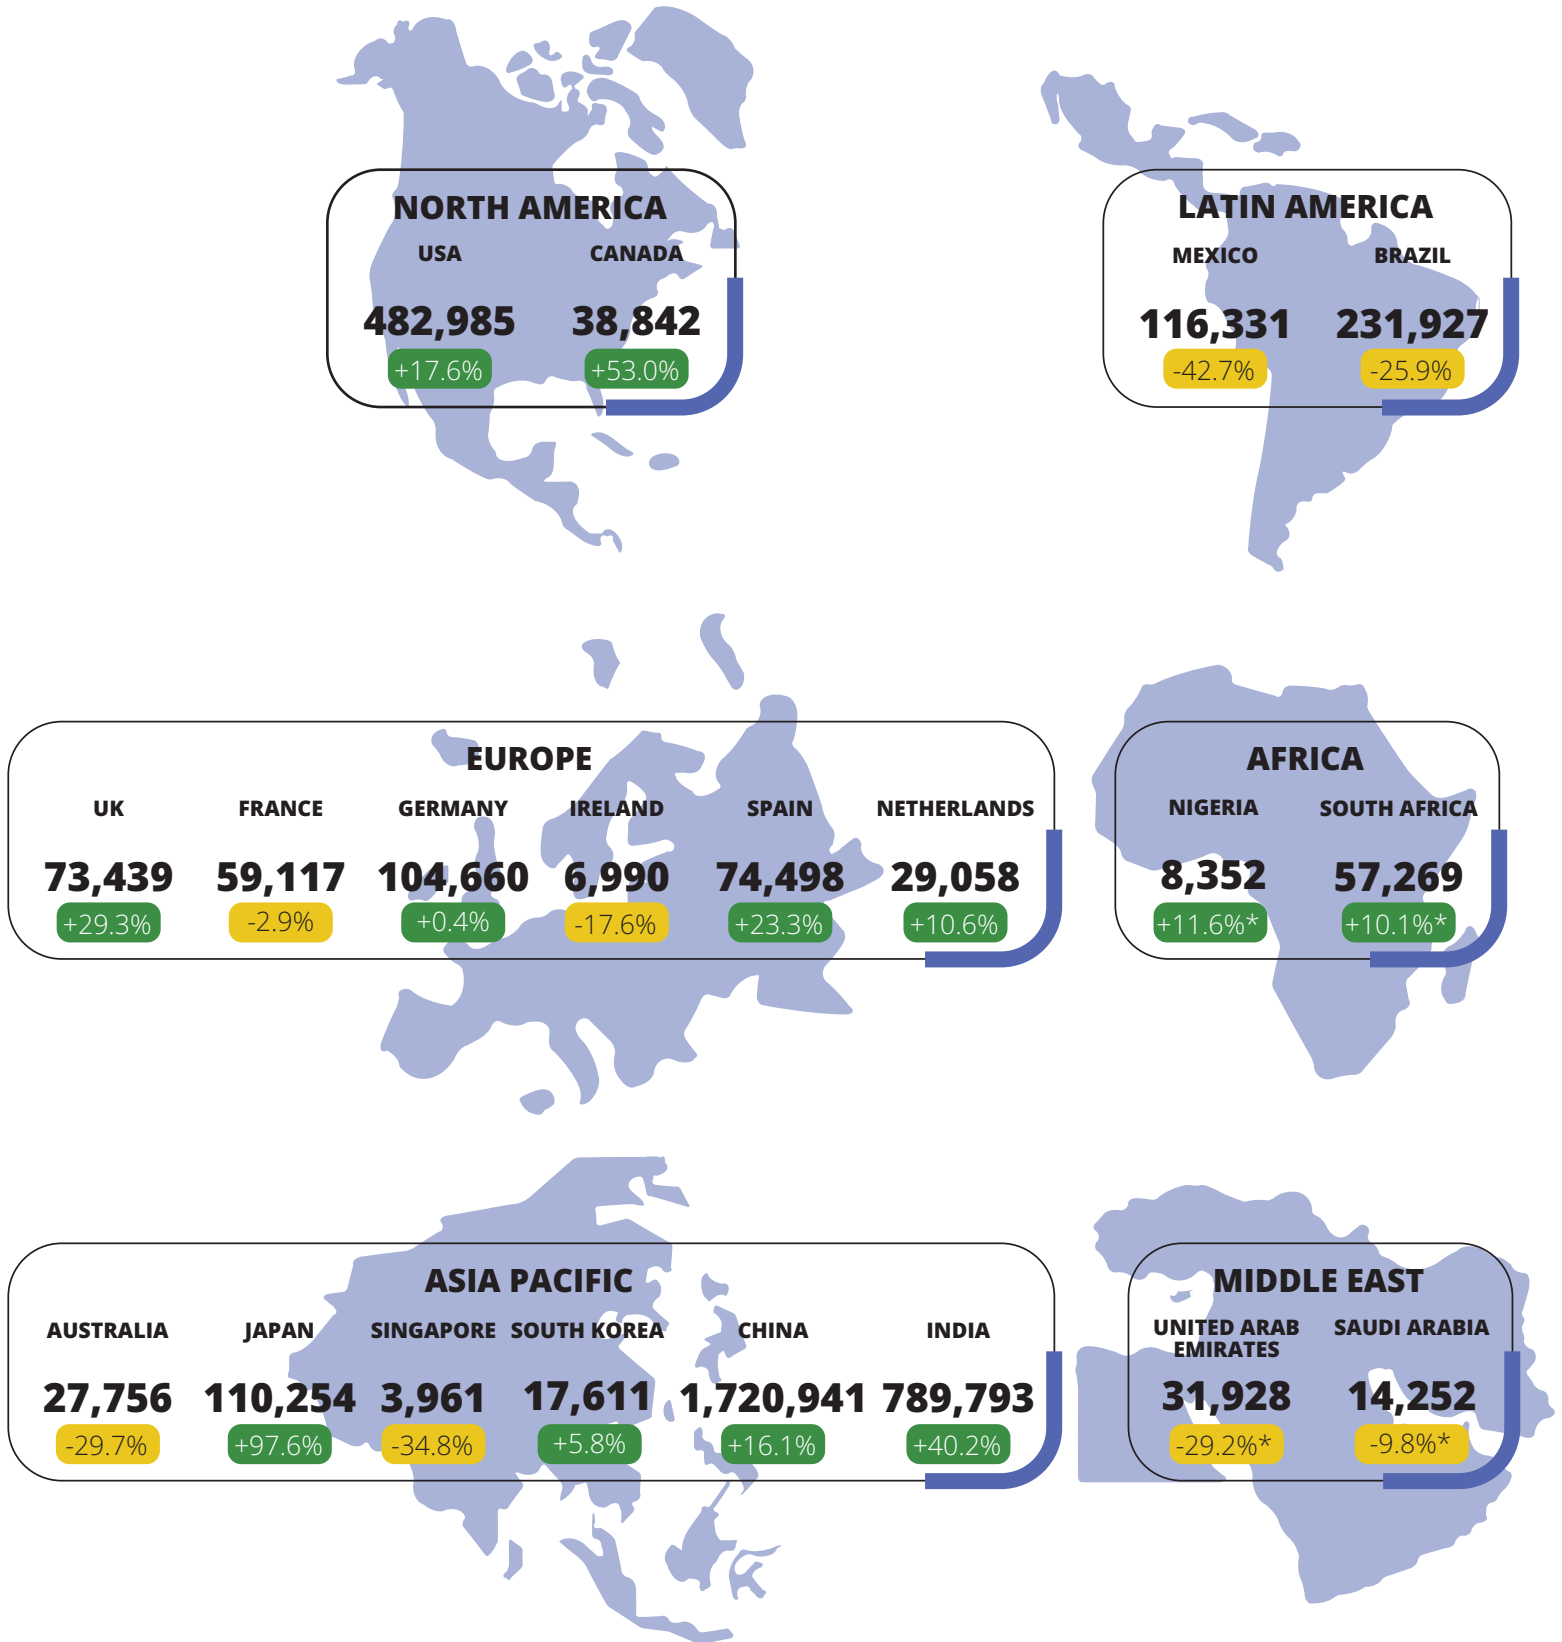 NORTH AMERICA
USA CANADA
482,985 38,842
+17.6% +53.0%
LATIN AMERICA
MEXICO BRAZIL
116,331 231,927
-42.7% -25.9%
EUROPE
UK FRANCE GERMANY IRELAND SPAIN NETHERLANDS
73,439 59,117 104,660 6,990 74,498 29,058
+29.3% -2.9% +0.4% -17.6% +23.3% +10.6%
AFRICA
NIGERIA SOUTH AFRICA
8,352 57,269
+11.6%* +10.1%*
ASIA PACIFIC
AUSTRALIA JAPAN SINGAPORE SOUTH KOREA CHINA INDIA
27,756 110,254 3,961 17,611 1,720,941 789,793
-29.7% +97.6% -34.8% +5.8% +16.1% +40.2%
MIDDLE EAST
UNITED ARAB SAUDI ARABIA
EMIRATES
31,928 14,252
-29.2%* -9.8%*